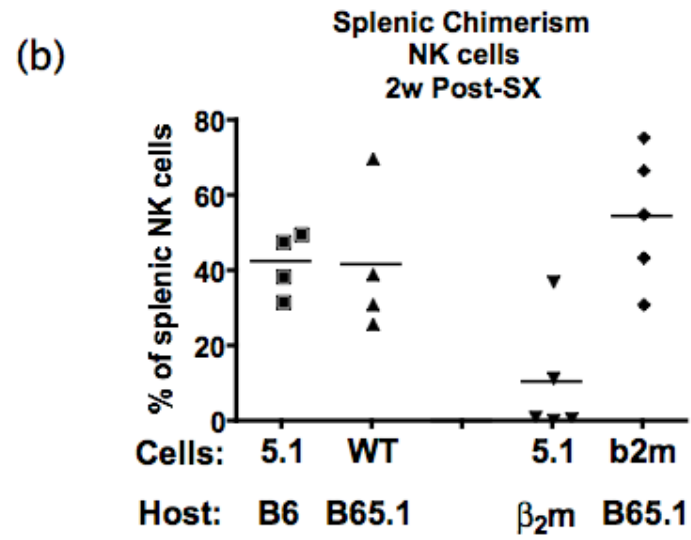 (b)
Splenic Chimerism
NK cells
2w Post-SX
% of splenic NK cells
80
60
40
20
0
Cells: 5.1 WT 5.1 b2m
Host: B6 B65.1 β₂m B65.1